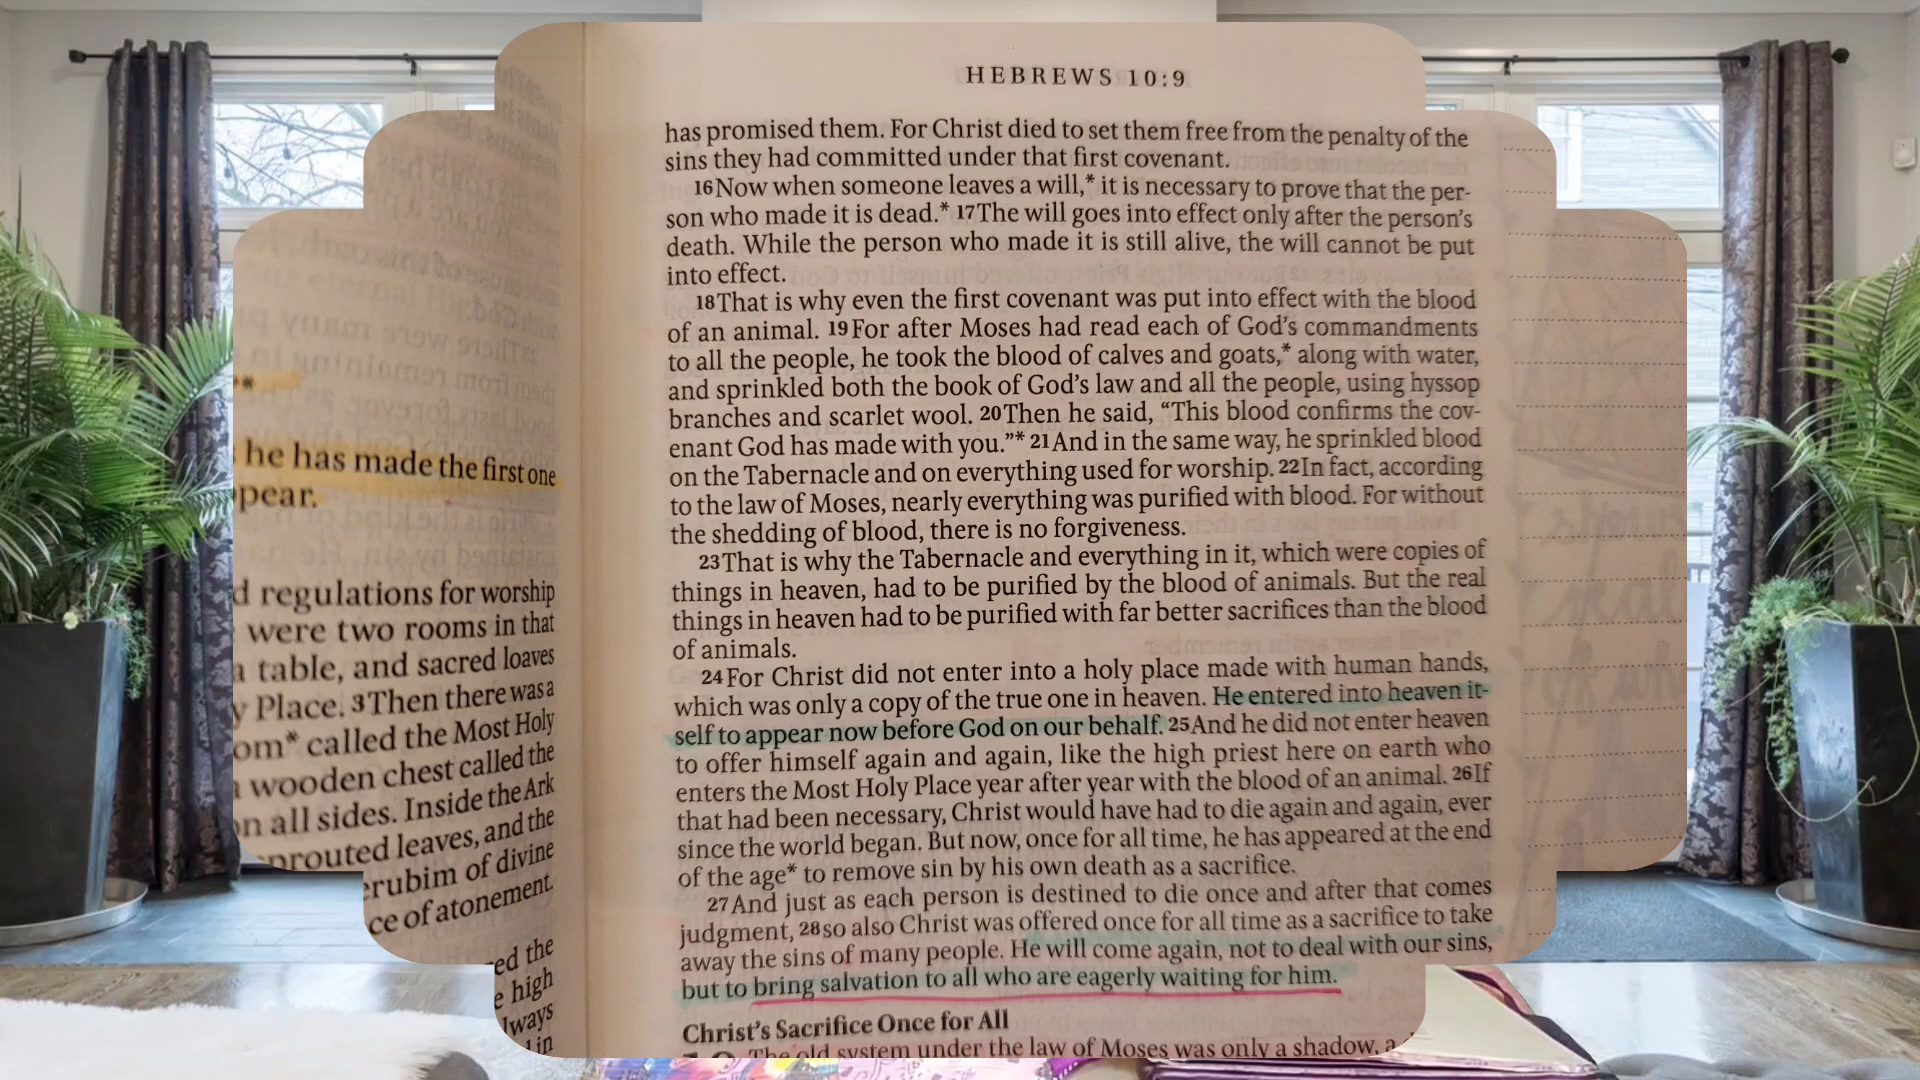 he has made the first one
pear.
regulations for worship
were two rooms in that
table, and sacred loaves
Place. 3Then there was a
om* called the Most Holy
wooden chest called the
on all sides. Inside the Ark
prouted leaves, and the
erubim of divine
ce of atonement.
ed the
high
lways
in
HEBREWS 10:9
has promised them. For Christ died to set them free from the penalty of the
sins they had committed under that first covenant.
16Now when someone leaves a will,* it is necessary to prove that the per-
son who made it is dead.* 17The will goes into effect only after the person's
death. While the person who made it is still alive, the will cannot be put
into effect.
18That is why even the first covenant was put into effect with the blood
of an animal. 19For after Moses had read each of God's commandments
to all the people, he took the blood of calves and goats,* along with water,
and sprinkled both the book of God's law and all the people, using hyssop
branches and scarlet wool. 20Then he said, “This blood confirms the cov-
enant God has made with you.”* 21And in the same way, he sprinkled blood
on the Tabernacle and on everything used for worship. 22In fact, according
to the law of Moses, nearly everything was purified with blood. For without
the shedding of blood, there is no forgiveness.
23That is why the Tabernacle and everything in it, which were copies of
things in heaven, had to be purified by the blood of animals. But the real
things in heaven had to be purified with far better sacrifices than the blood
of animals.
24For Christ did not enter into a holy place made with human hands,
which was only a copy of the true one in heaven. He entered into heaven it-
self to appear now before God on our behalf. 25And he did not enter heaven
to offer himself again and again, like the high priest here on earth who
enters the Most Holy Place year after year with the blood of an animal. 26If
that had been necessary, Christ would have had to die again and again, ever
since the world began. But now, once for all time, he has appeared at the end
of the age* to remove sin by his own death as a sacrifice.
27And just as each person is destined to die once and after that comes
judgment, 28so also Christ was offered once for all time as a sacrifice to take
away the sins of many people. He will come again, not to deal with our sins,
but to bring salvation to all who are eagerly waiting for him.
Christ's Sacrifice Once for All
The old system under the law of Moses was only a shadow, a